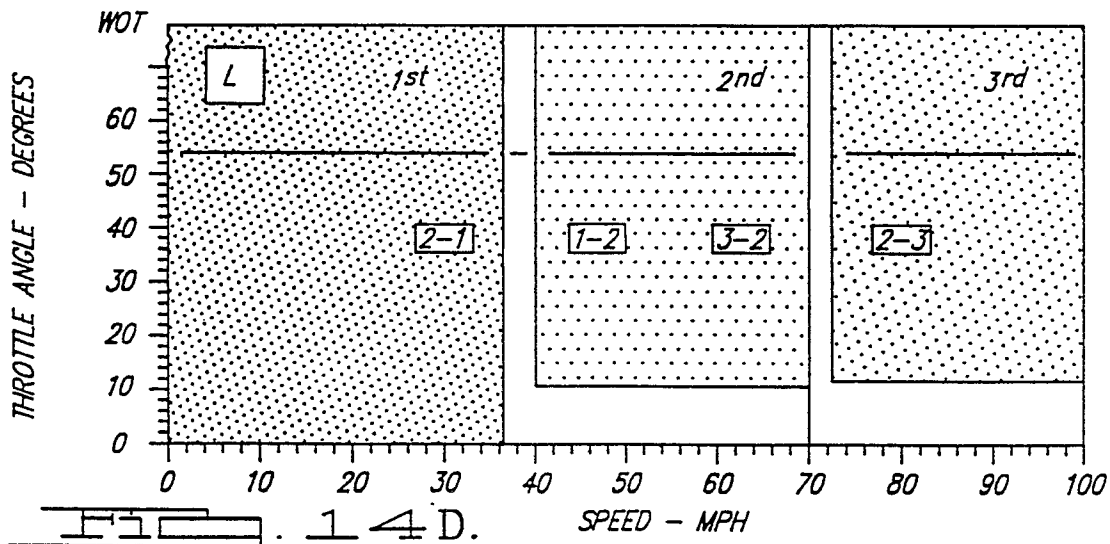 WOT
L 1st 2nd 3rd
THROTTLE ANGLE – DEGREES
60
50
40
2-1 1-2 3-2 2-3
30
20
10
0
0 10 20 30 40 50 60 70 80 90 100
SPEED – MPH
FIG. 14D.